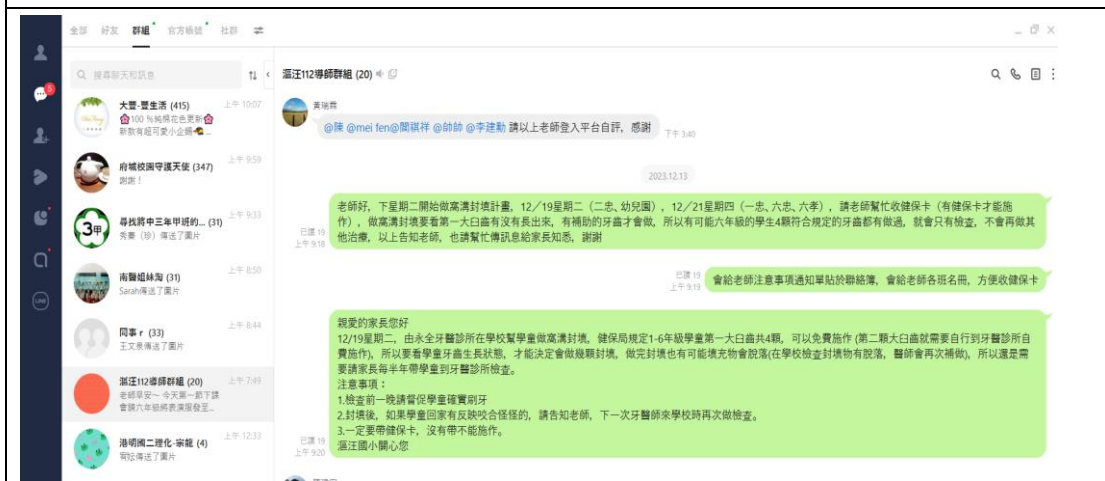 全部 好友 群組 官方帳號 社群
搜尋聊天和訊息
大豐-豐生活 (415) 上午 10:07
100 %純棉花色更新
新款有超可愛小企鵝
府城校園守護天使 (347) 上午 9:59
謝謝!
尋找將中三年甲班的... (31) 上午 9:33
秀菁(珍)傳送了圖片
3甲
南醫姐妹淘 (31) 上午 8:50
Sarah傳送了圖片
同事 r (33) 上午 8:44
王文泉傳送了圖片
漚汪112導師群組 (20) 上午 7:49
老師早安~ 今天第一節下請
港明國二理化-宗龍 (4) 上午 12:33
宥妘傳送了圖片
5
LINE
漚汪112導師群組 (20)
黃瑞霖
@陳 @mei fen@關祺祥 @帥帥 @李建勳 請以上老師登入平台自評,感謝
下午 3:40
2023.12.13
老師好,下星期二開始做窩溝封填計畫,12/19星期二(二忠、幼兒園),12/21星期四(一忠、六忠、六孝),請老師幫忙收健保卡(有健保卡才能施
作),做窩溝封填要看第一大臼齒有沒有長出來,有補助的牙齒才會做,所以有可能六年級的學生4顆符合規定的牙齒都有做過,就會只有檢查,不會再做其
他治療,以上告知老師,也請幫忙傳訊息給家長知悉,謝謝
已讀 19
上午 9:18
已讀 19
上午 9:19
會給老師注意事項通知單貼於聯絡簿,會給老師各班名冊,方便收健保卡
親愛的家長您好
12/19星期二,由永全牙醫診所在學校幫學童做窩溝封填,健保局規定1-6年級學童第一大臼齒共4顆,可以免費施作 (第二顆大臼齒就需要自行到牙醫診所自
費施作),所以要看學童牙齒生長狀態,才能決定會做幾顆封填,做完封填也有可能填充物會脫落(在學校檢查封填物有脫落,醫師會再次補做),所以還是需
要請家長每半年帶學童到牙醫診所檢查。
注意事項:
1.檢查前一晚請督促學童確實刷牙
2.封填後,如果學童回家有反映咬合怪怪的,請告知老師,下一次牙醫師來學校時再次做檢查。
3.一定要帶健保卡,沒有帶不能施作。
漚汪國小關心您
已讀 19
上午 9:20